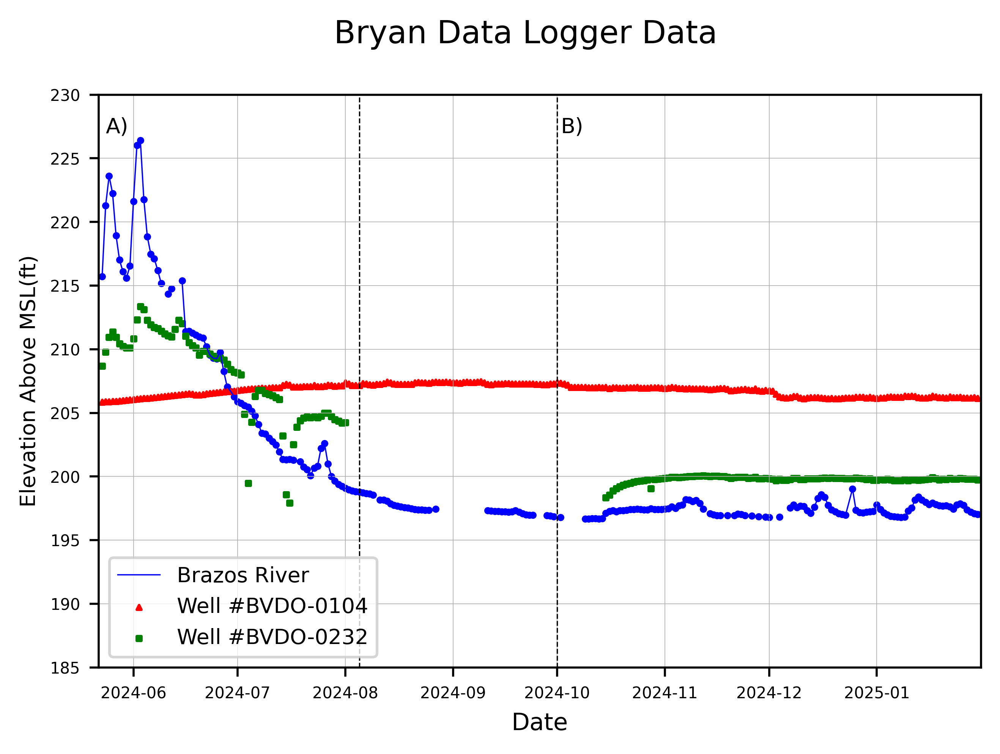 Bryan Data Logger Data
230
225
220
215
210
205
200
195
190
185
Elevation Above MSL(ft)
A)
B)
Brazos River
Well #BVDO-0104
Well #BVDO-0232
2024-06
2024-07
2024-08
2024-09
2024-10
2024-11
2024-12
2025-01
Date